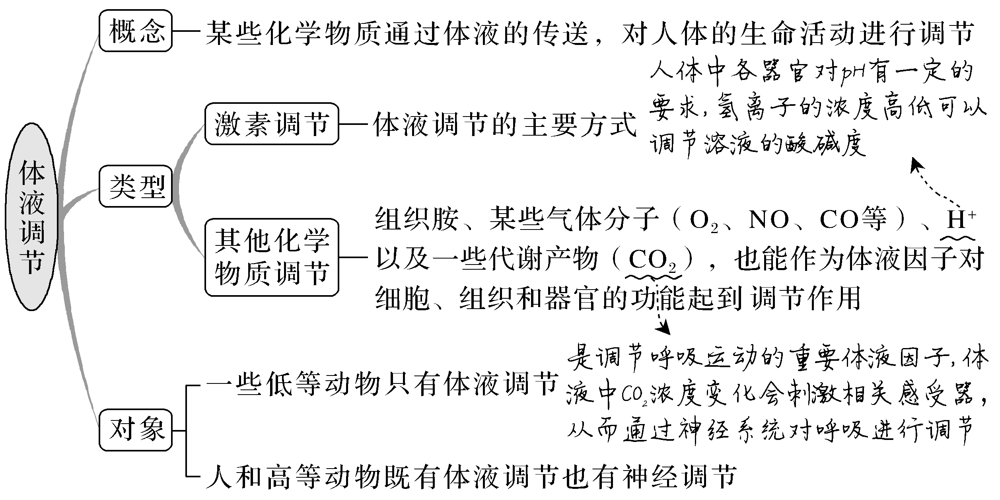 体液调节
概念
某些化学物质通过体液的传送，对人体的生命活动进行调节
类型
激素调节
体液调节的主要方式
人体中各器官对pH有一定的
要求，氢离子的浓度高低可以
调节溶液的酸碱度
其他化学
物质调节
组织胺、某些气体分子（O₂、NO、CO等）、H⁺
以及一些代谢产物（CO₂），也能作为体液因子对
细胞、组织和器官的功能起到调节作用
是调节呼吸运动的重要体液因子，体
液中CO₂浓度变化会刺激相关感受器，
从而通过神经系统对呼吸进行调节
对象
一些低等动物只有体液调节
人和高等动物既有体液调节也有神经调节